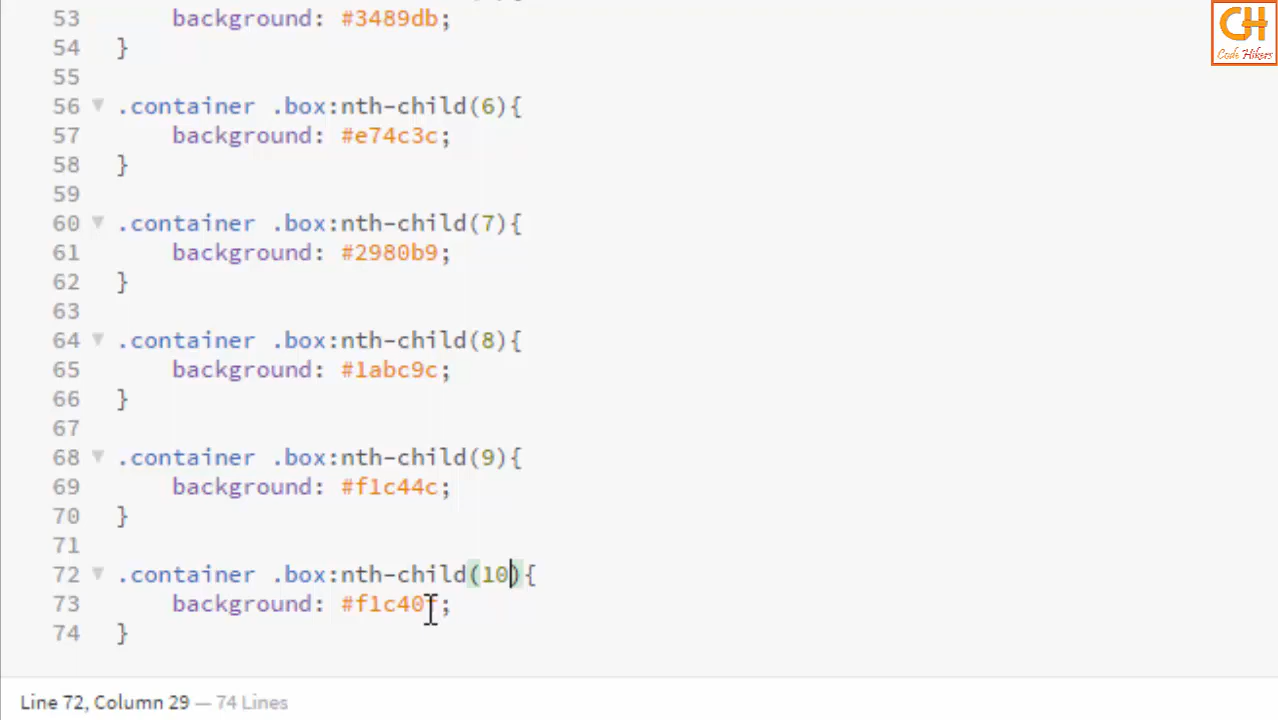 53 background: #3489db;
54 }
55
56 .container .box:nth-child(6){
57 background: #e74c3c;
58 }
59
60 .container .box:nth-child(7){
61 background: #2980b9;
62 }
63
64 .container .box:nth-child(8){
65 background: #1abc9c;
66 }
67
68 .container .box:nth-child(9){
69 background: #f1c44c;
70 }
71
72 .container .box:nth-child(10){
73 background: #f1c40f;
74 }
Line 72, Column 29 — 74 Lines
CH
Code Hikers